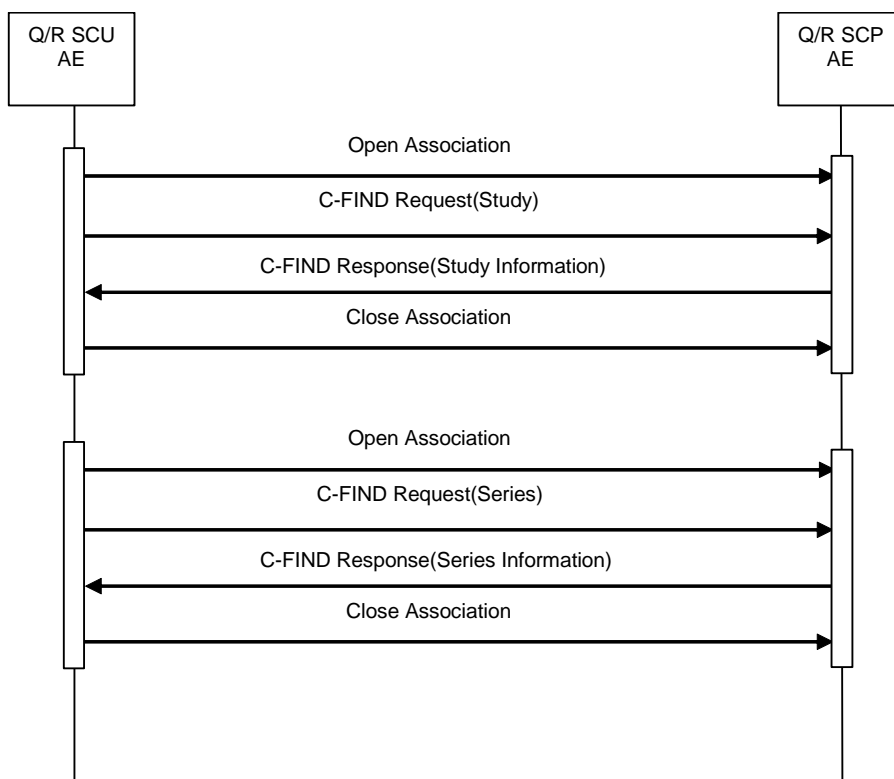 Q/R SCU
AE
Q/R SCP
AE
Open Association
C-FIND Request(Study)
C-FIND Response(Study Information)
Close Association
Open Association
C-FIND Request(Series)
C-FIND Response(Series Information)
Close Association